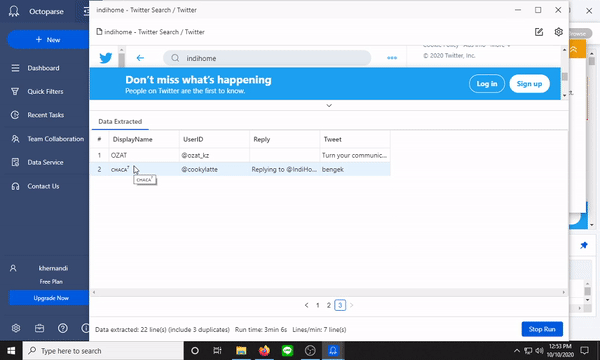 Octoparse
indihome - Twitter Search / Twitter
indihome - Twitter Search / Twitter
+ New
indihome
© 2020 Twitter, Inc.
Don't miss what's happening
People on Twitter are the first to know.
Log in
Sign up
Dashboard
Quick Filters
Recent Tasks
Team Collaboration
Data Service
Contact Us
Data Extracted
# DisplayName UserID Reply Tweet
1 OZAT @ozat_kz Turn your communic...
2 CHACA⁷ @cookylatte Replying to @IndiHo... bengek
CHACA⁷
khernandi
Free Plan
Upgrade Now
< 1 2 3 >
Data extracted: 22 line(s) (include 3 duplicates) Run time: 3min 6s Lines/min: 7 line(s)
Stop Run
Type here to search
12:53 PM
10/10/2020